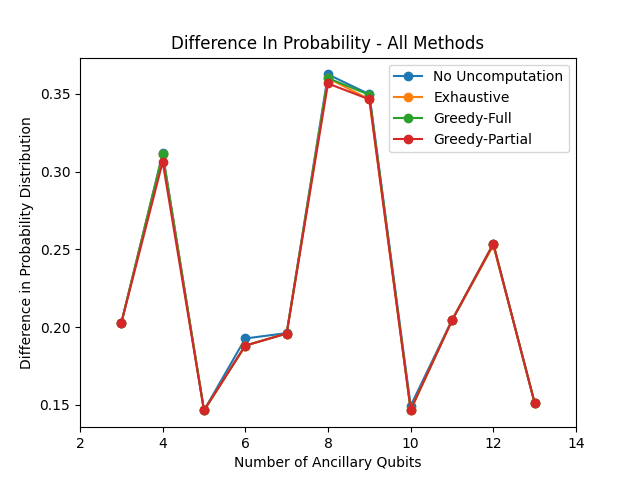 Difference In Probability - All Methods
No Uncomputation
Exhaustive
Greedy-Full
Greedy-Partial
Difference in Probability Distribution
0.35
0.30
0.25
0.20
0.15
2 4 6 8 10 12 14
Number of Ancillary Qubits